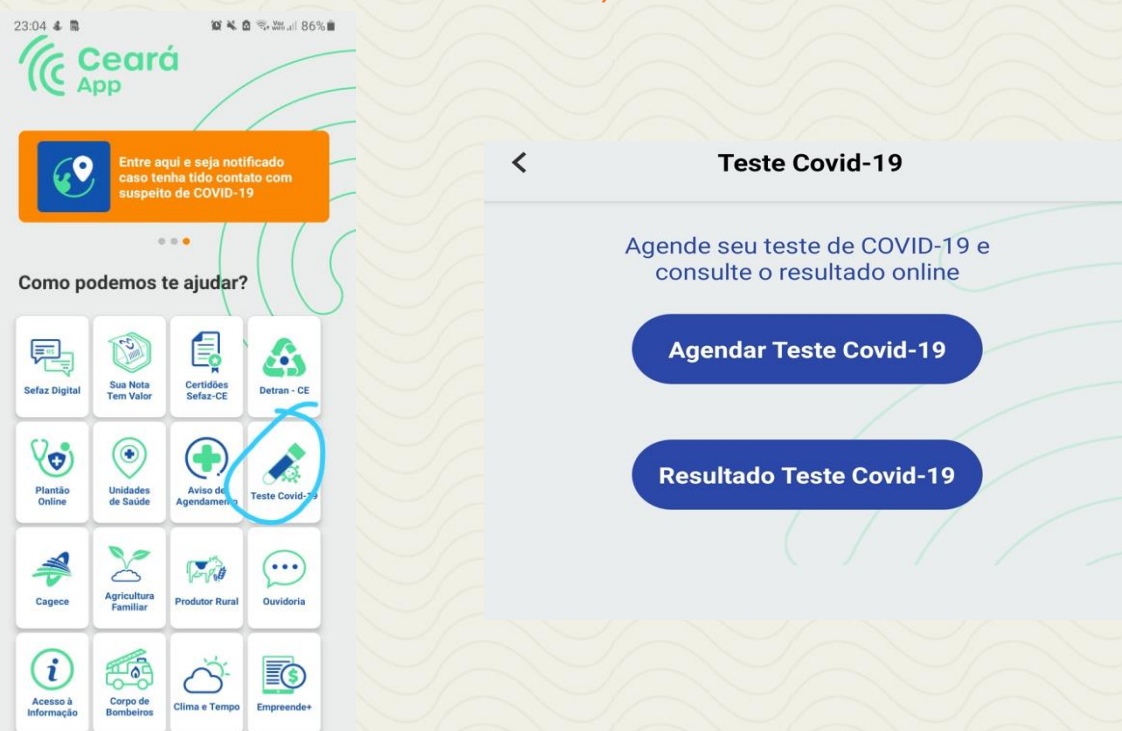 23:04
86%
Ceará
App
Entre aqui e seja notificado
caso tenha tido contato com
suspeito de COVID-19
Como podemos te ajudar?
Sefaz Digital
Sua Nota
Tem Valor
Certidões
Sefaz-CE
Detran - CE
Plantão
Online
Unidades
de Saúde
Aviso de
Agendamento
Teste Covid-19
Cagece
Agricultura
Familiar
Produtor Rural
Ouvidoria
Acesso à
Informação
Corpo de
Bombeiros
Clima e Tempo
Empreende+
Teste Covid-19
Agende seu teste de COVID-19 e
consulte o resultado online
Agendar Teste Covid-19
Resultado Teste Covid-19